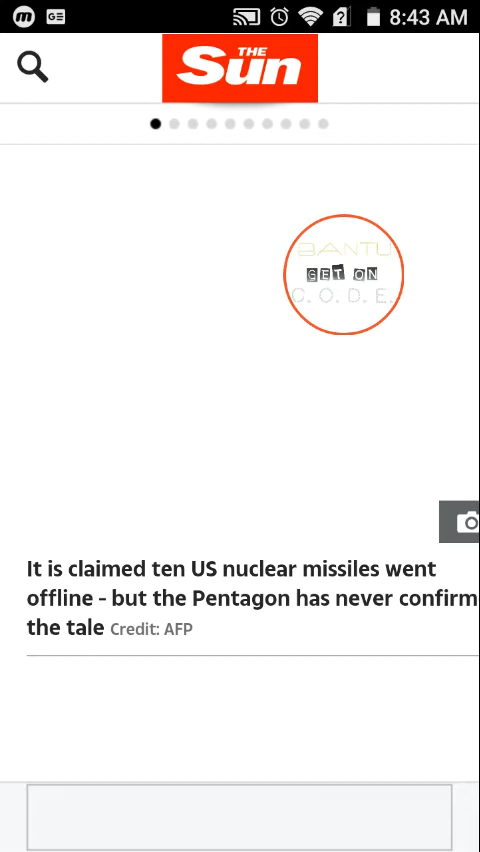 GE
8:43 AM
THE
Sun
BANTU
GET ON
C. O. D. E.
It is claimed ten US nuclear missiles went
offline - but the Pentagon has never confirm
the tale Credit: AFP